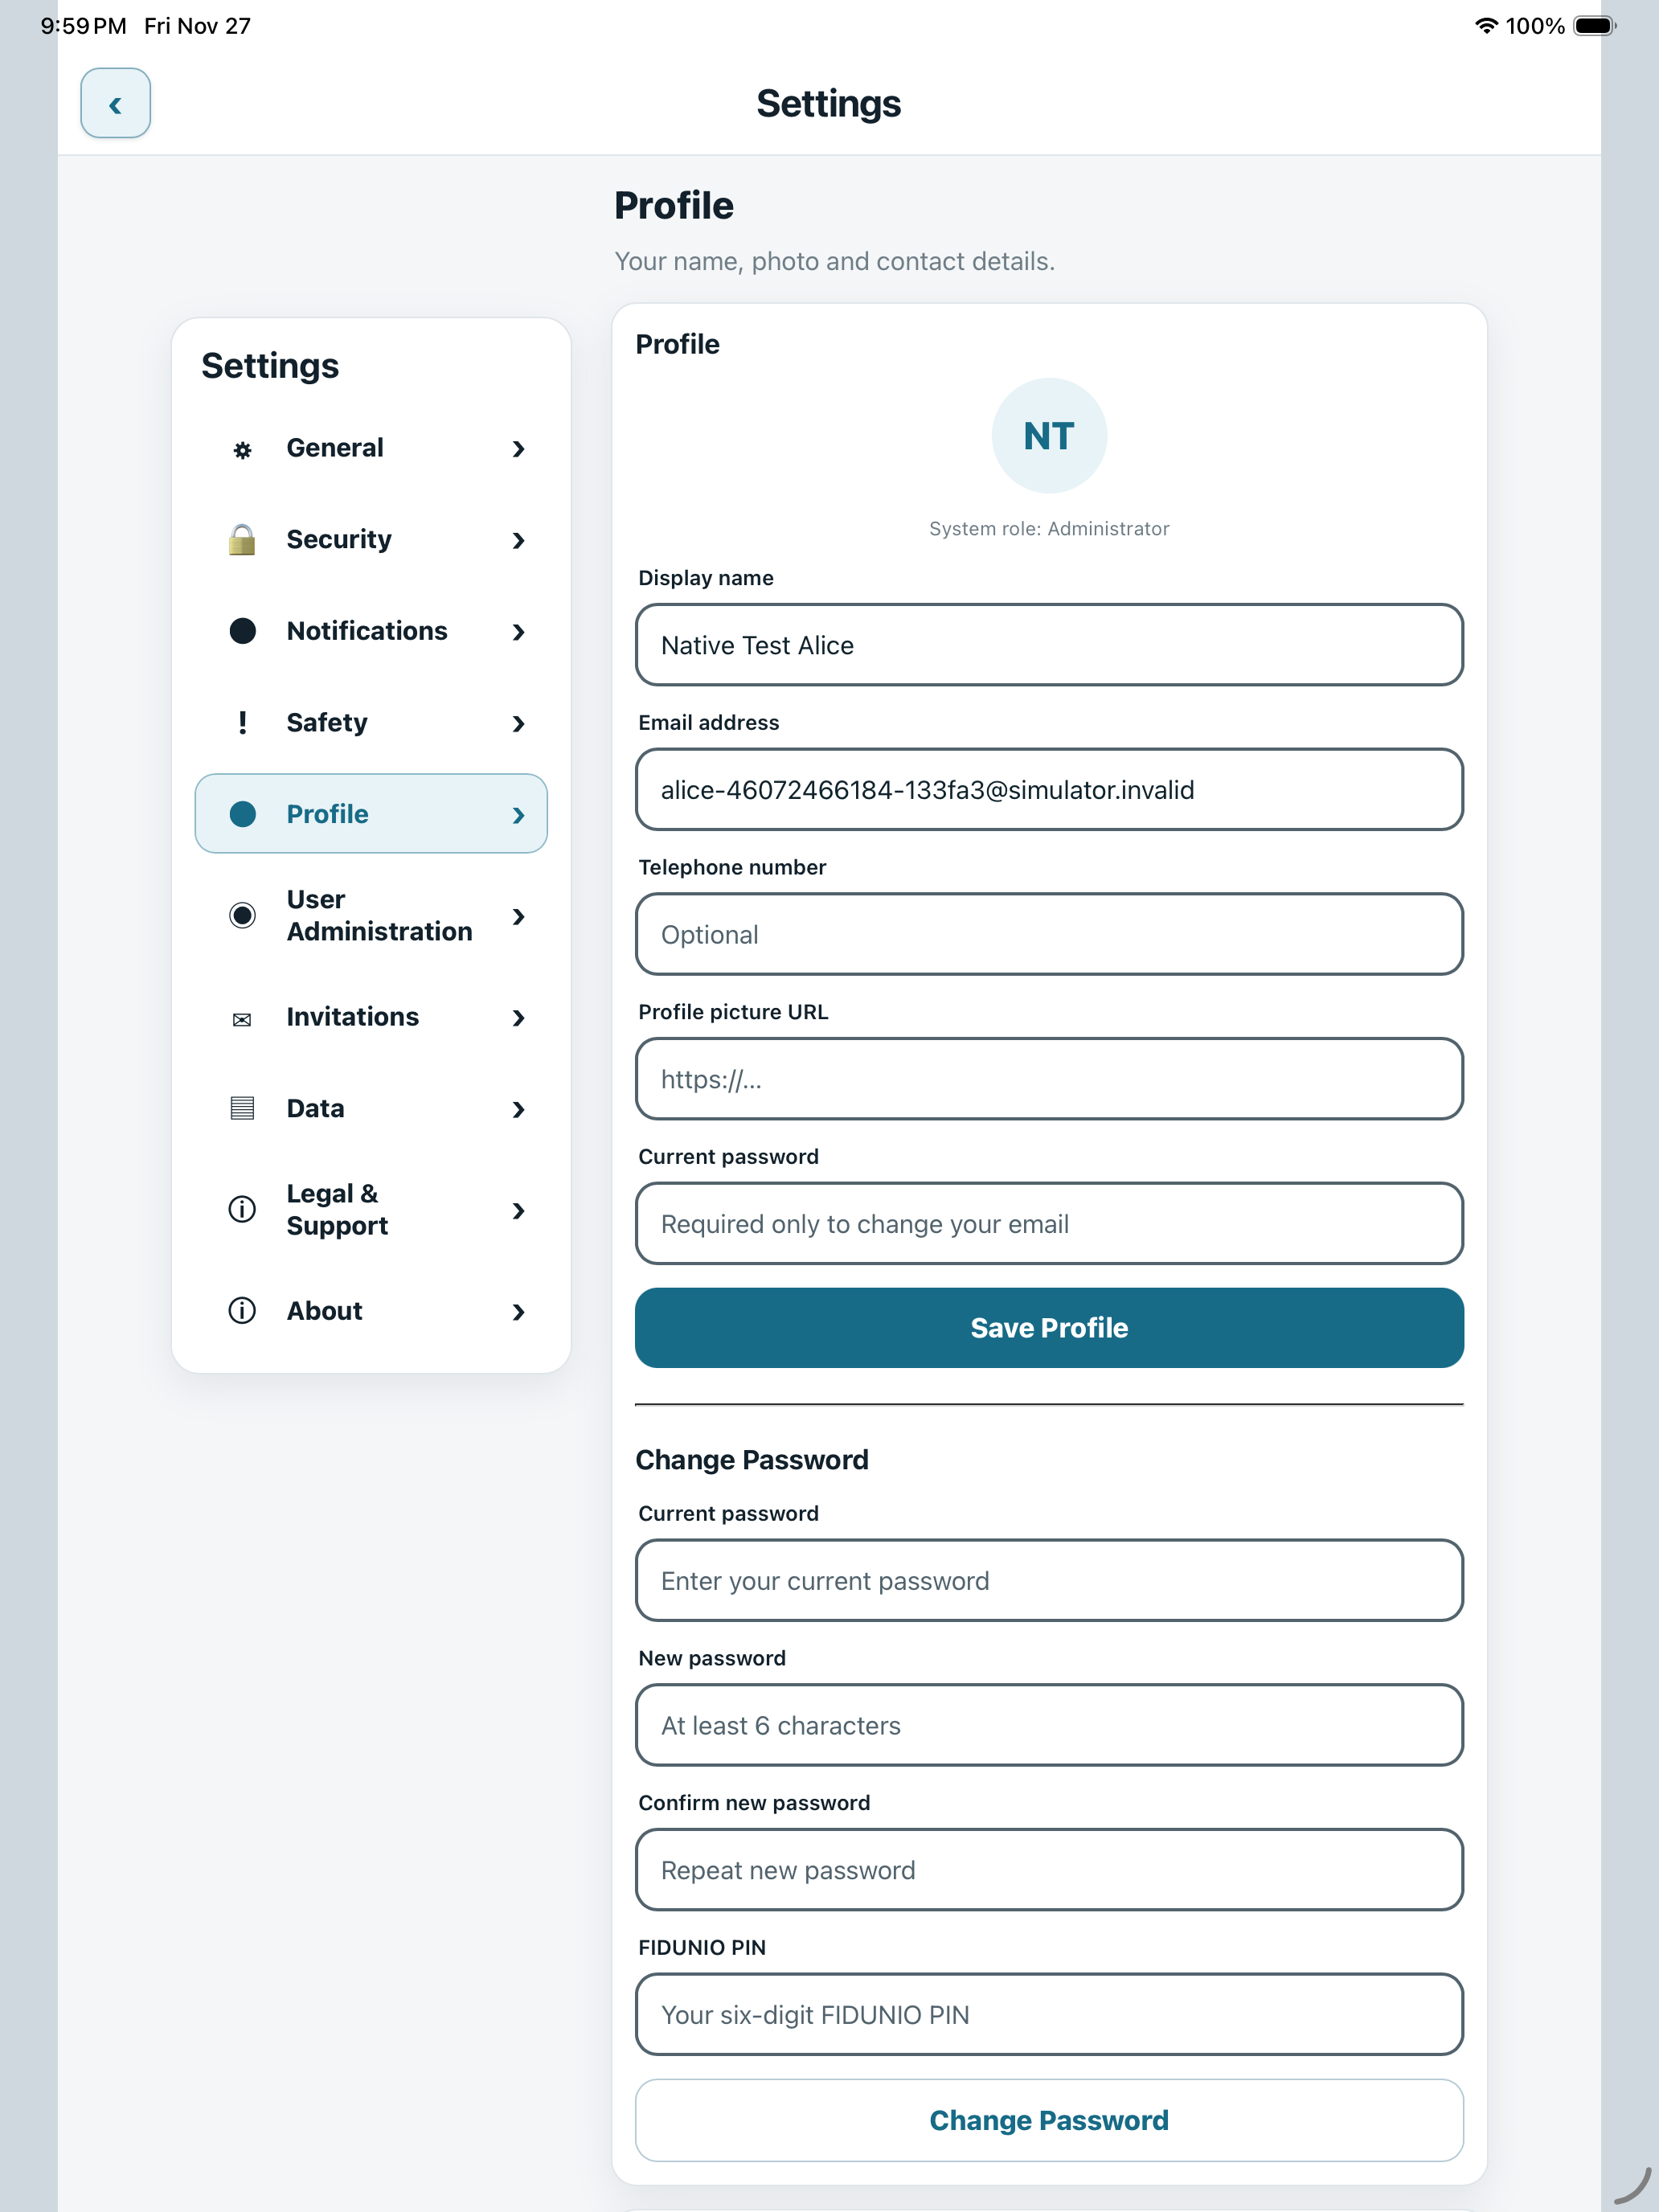 9:59 PM Fri Nov 27
100%
‹
Settings
Profile
Your name, photo and contact details.
Settings
General ›
Security ›
Notifications ›
! Safety ›
Profile ›
User
Administration ›
Invitations ›
Data ›
Legal &
Support ›
About ›
Profile
NT
System role: Administrator
Display name
Native Test Alice
Email address
alice-46072466184-133fa3@simulator.invalid
Telephone number
Optional
Profile picture URL
https://...
Current password
Required only to change your email
Save Profile
Change Password
Current password
Enter your current password
New password
At least 6 characters
Confirm new password
Repeat new password
FIDUNIO PIN
Your six-digit FIDUNIO PIN
Change Password